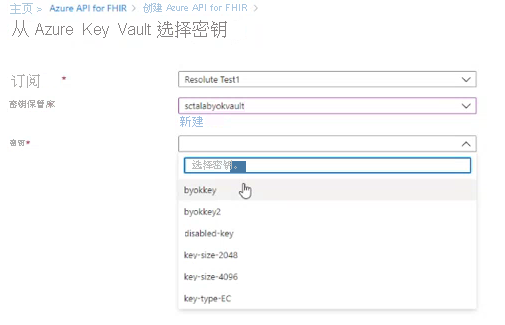 主页 > Azure API for FHIR > 创建 Azure API for FHIR >
从 Azure Key Vault 选择密钥
订阅 * Resolute Test1
密钥保管库 sctalabyokvault
新建
密钥*
选择密钥。
byokkey
byokkey2
disabled-key
key-size-2048
key-size-4096
key-type-EC